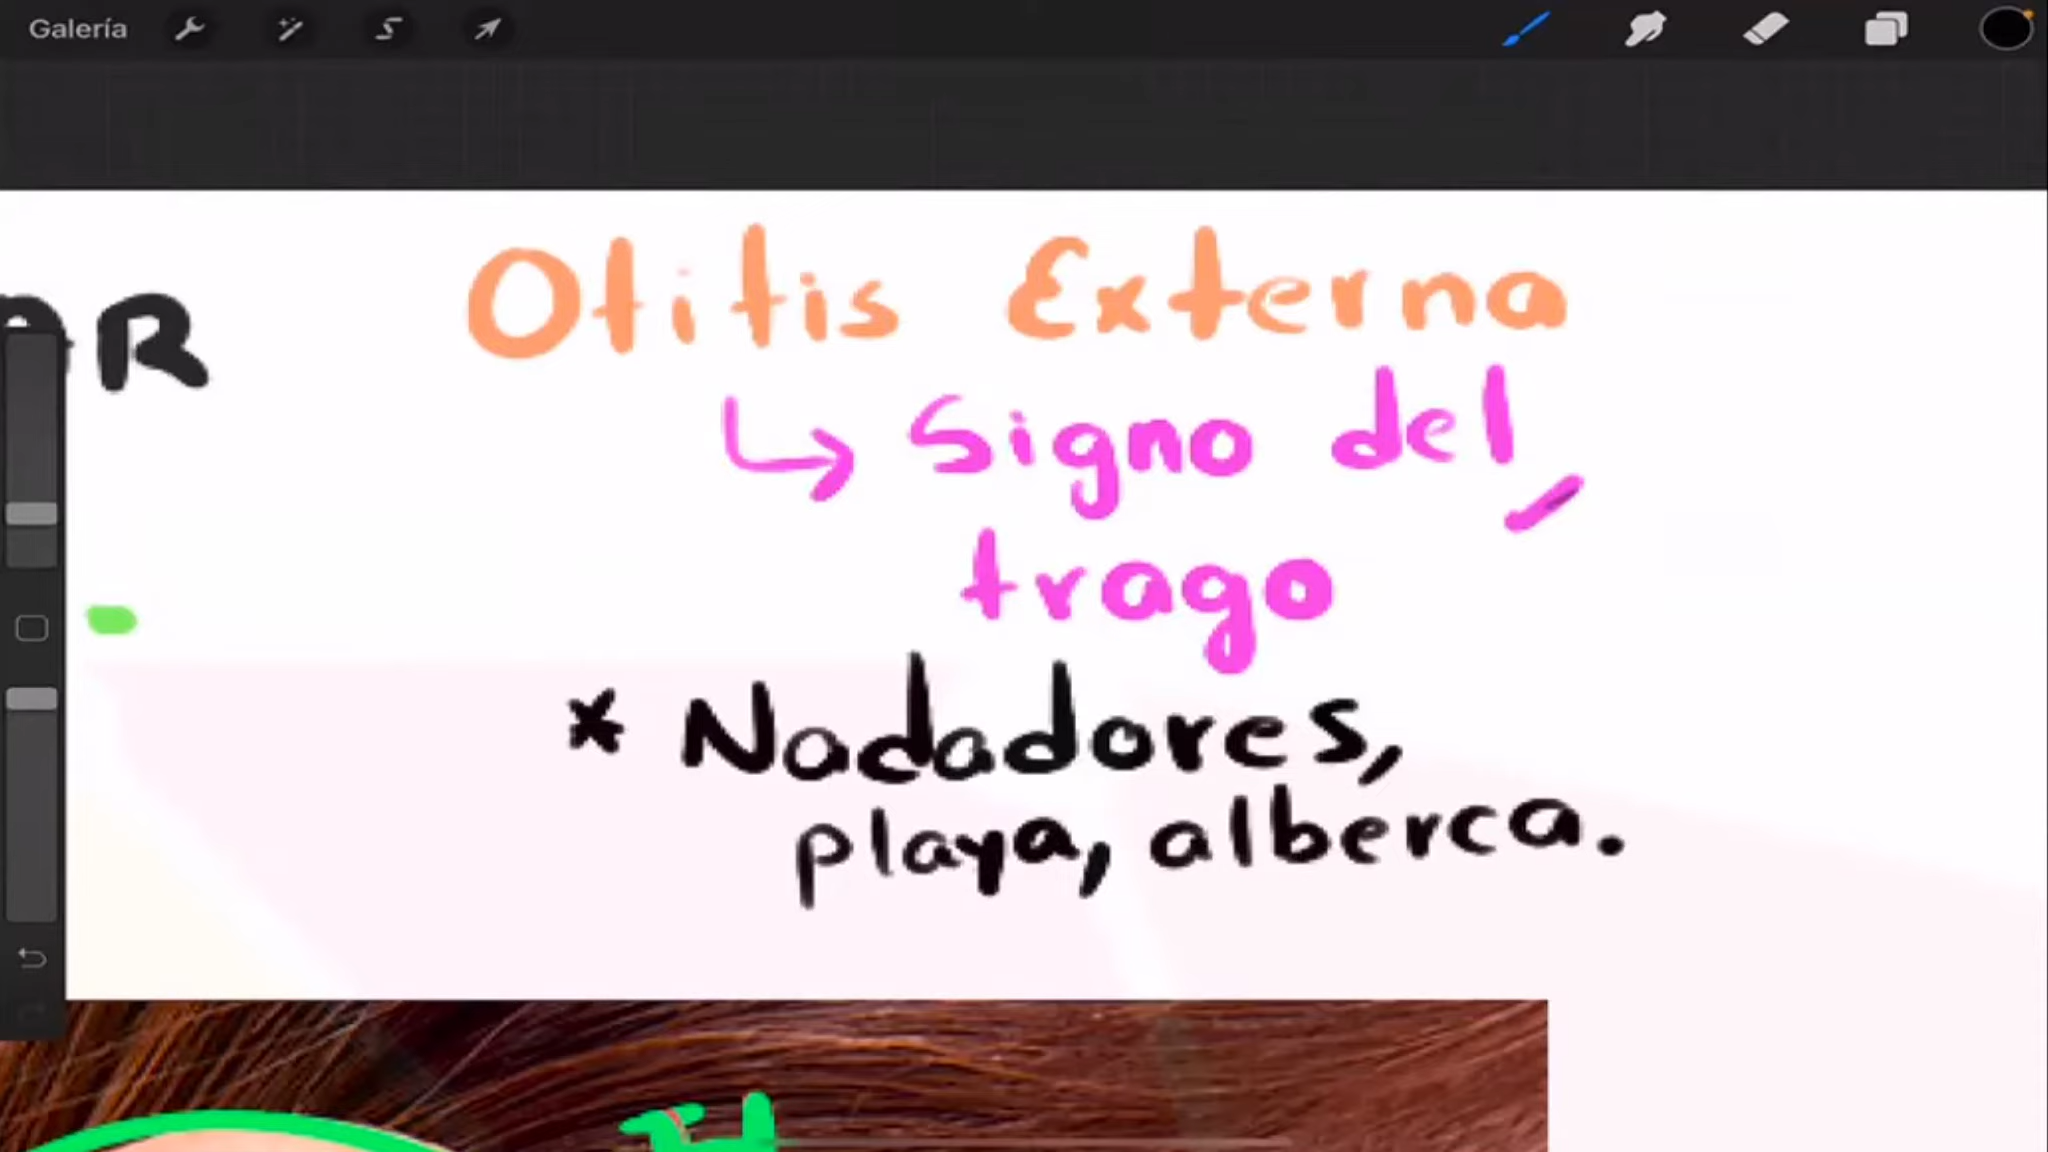 Galería
Otitis Externa
↳ Signo del
trago
* Nadadores,
playa, alberca.